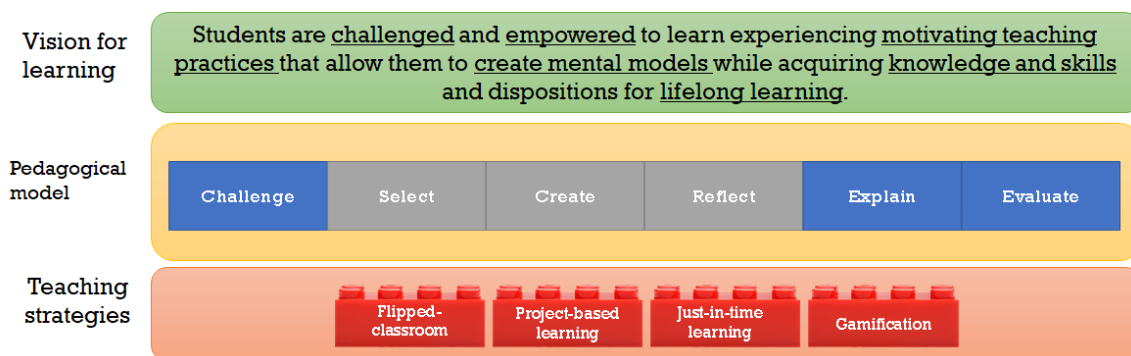 Vision for
learning
Students are challenged and empowered to learn experiencing motivating teaching
practices that allow them to create mental models while acquiring knowledge and skills
and dispositions for lifelong learning.
Pedagogical
model
Challenge
Select
Create
Reflect
Explain
Evaluate
Teaching
strategies
Flipped-
classroom
Project-based
learning
Just-in-time
learning
Gamification